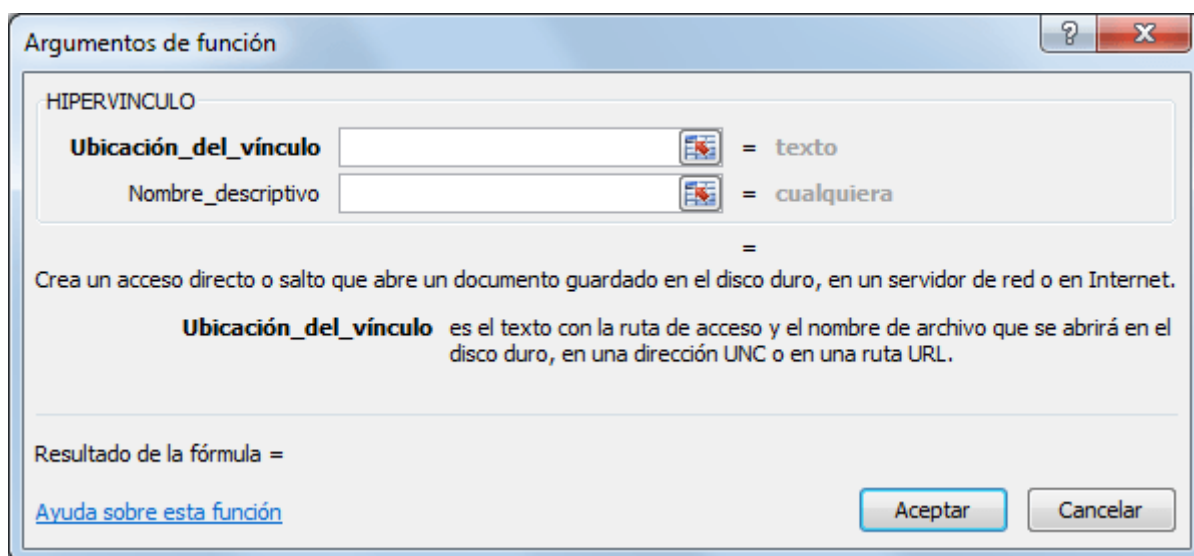 Argumentos de función
HIPERVINCULO
Ubicación_del_vínculo = texto
Nombre_descriptivo = cualquiera
=
Crea un acceso directo o salto que abre un documento guardado en el disco duro, en un servidor de red o en Internet.
Ubicación_del_vínculo es el texto con la ruta de acceso y el nombre de archivo que se abrirá en el
disco duro, en una dirección UNC o en una ruta URL.
Resultado de la fórmula =
Ayuda sobre esta función
Aceptar Cancelar